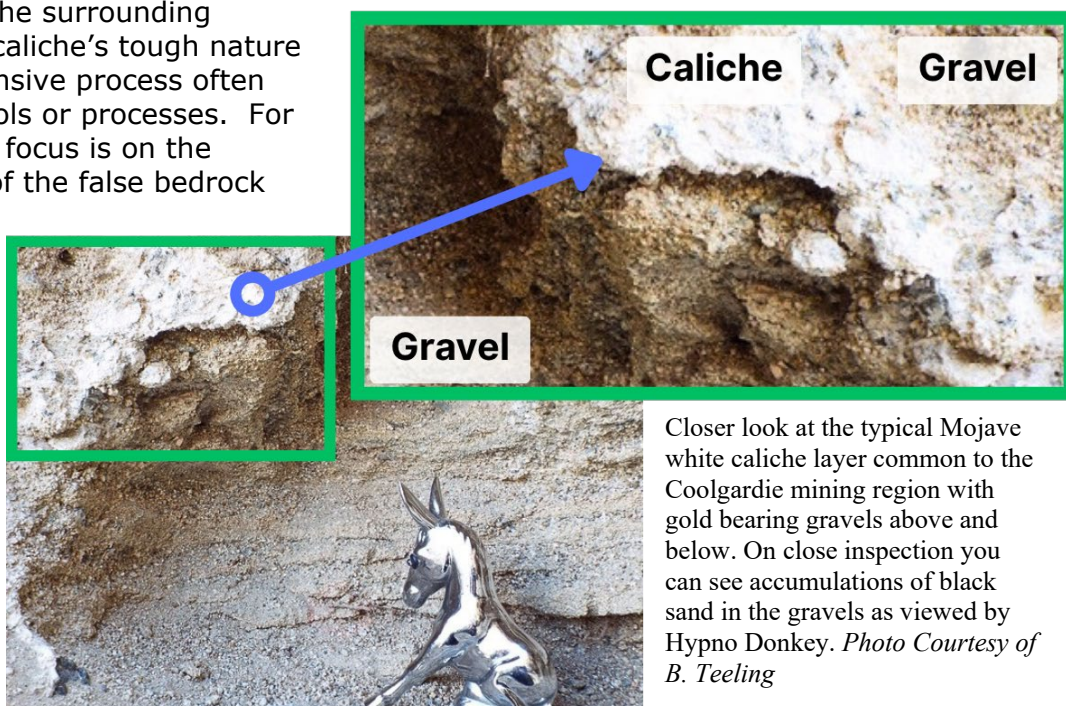 he surrounding
caliche’s tough nature
nsive process often
ols or processes.  For
focus is on the
of the false bedrock
Caliche
Gravel
Gravel
Closer look at the typical Mojave
white caliche layer common to the
Coolgardie mining region with
gold bearing gravels above and
below. On close inspection you
can see accumulations of black
sand in the gravels as viewed by
Hypno Donkey. Photo Courtesy of
B. Teeling